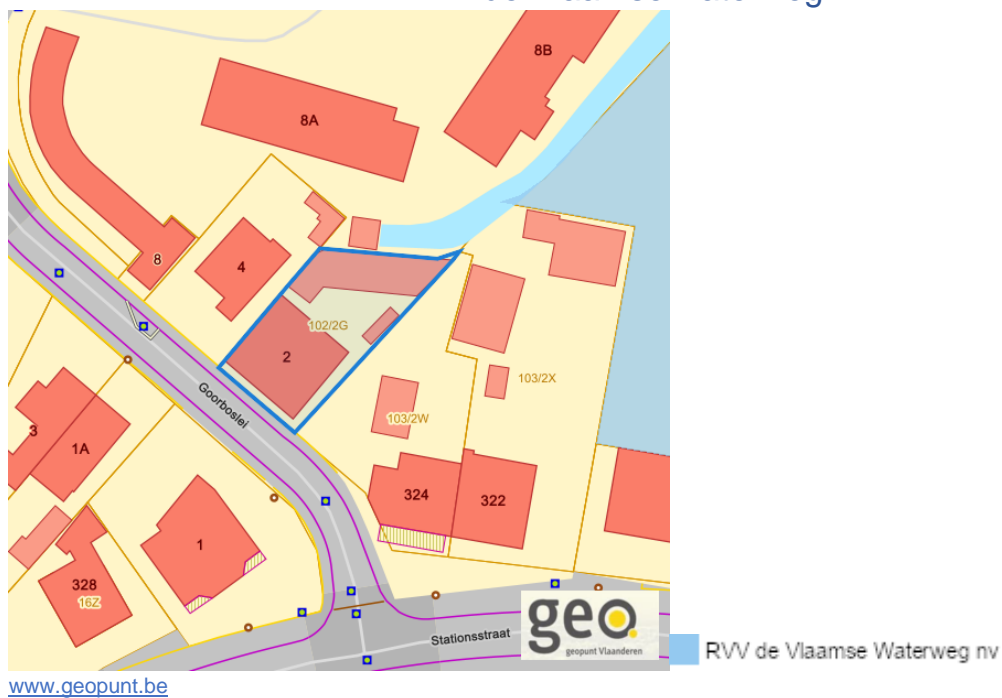 8B
8A
8
4
102/2G
2
103/2X
103/2W
Goorboslei
3
1A
324
322
1
328
16Z
Stationsstraat
geo
geopunt Vlaanderen
RVV de Vlaamse Waterweg nv
www.geopunt.be